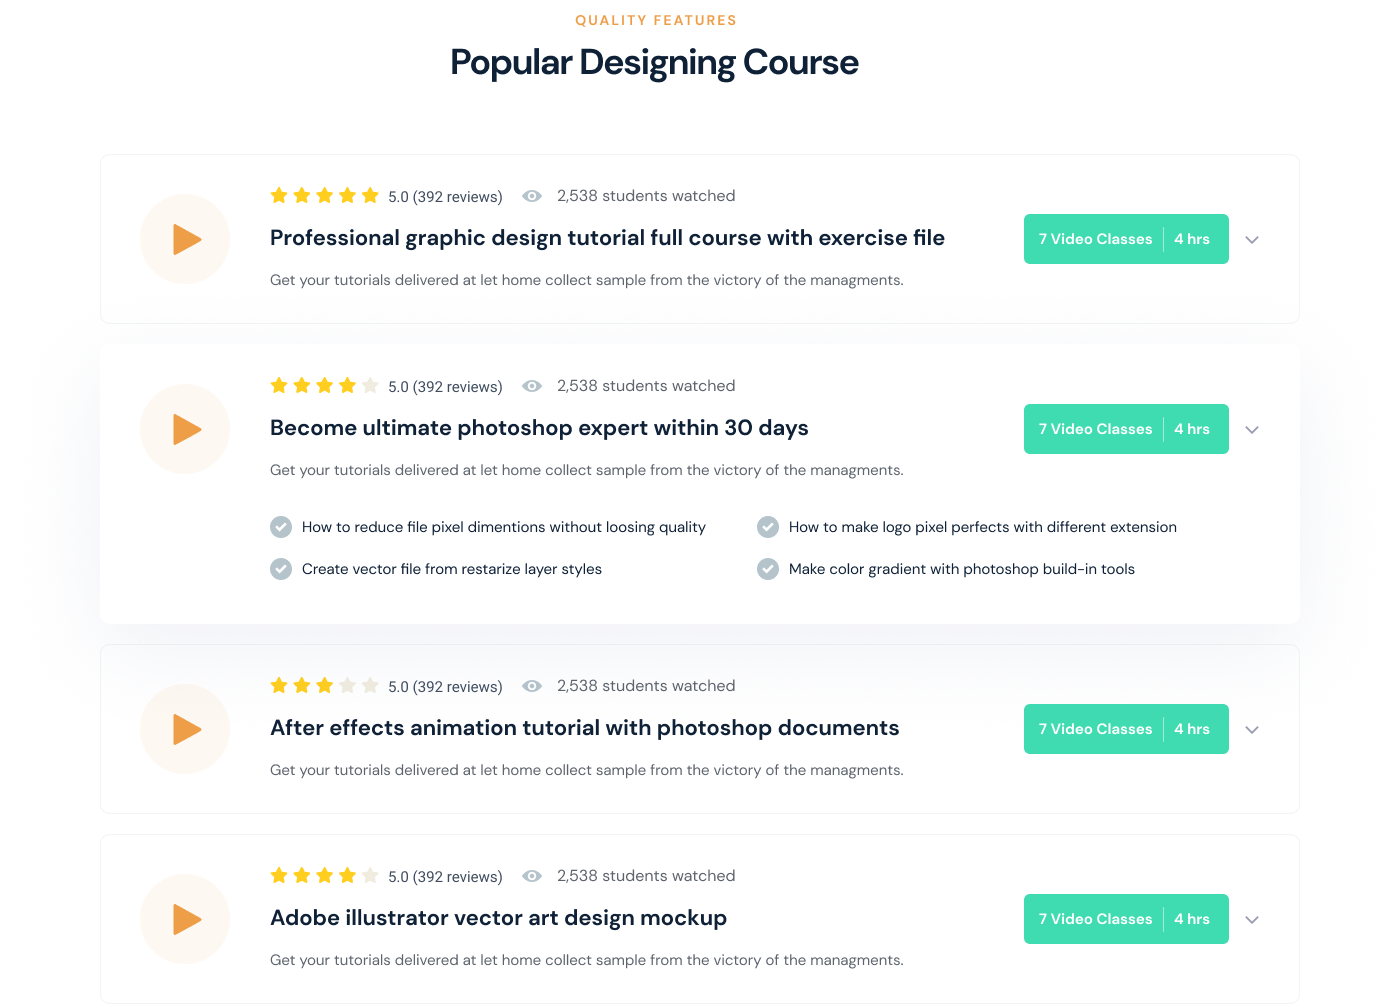 QUALITY FEATURES
Popular Designing Course
5.0 (392 reviews) 2,538 students watched
Professional graphic design tutorial full course with exercise file
7 Video Classes 4 hrs
Get your tutorials delivered at let home collect sample from the victory of the managments.
5.0 (392 reviews) 2,538 students watched
Become ultimate photoshop expert within 30 days
7 Video Classes 4 hrs
Get your tutorials delivered at let home collect sample from the victory of the managments.
How to reduce file pixel dimentions without loosing quality
How to make logo pixel perfects with different extension
Create vector file from restarize layer styles
Make color gradient with photoshop build-in tools
5.0 (392 reviews) 2,538 students watched
After effects animation tutorial with photoshop documents
7 Video Classes 4 hrs
Get your tutorials delivered at let home collect sample from the victory of the managments.
5.0 (392 reviews) 2,538 students watched
Adobe illustrator vector art design mockup
7 Video Classes 4 hrs
Get your tutorials delivered at let home collect sample from the victory of the managments.